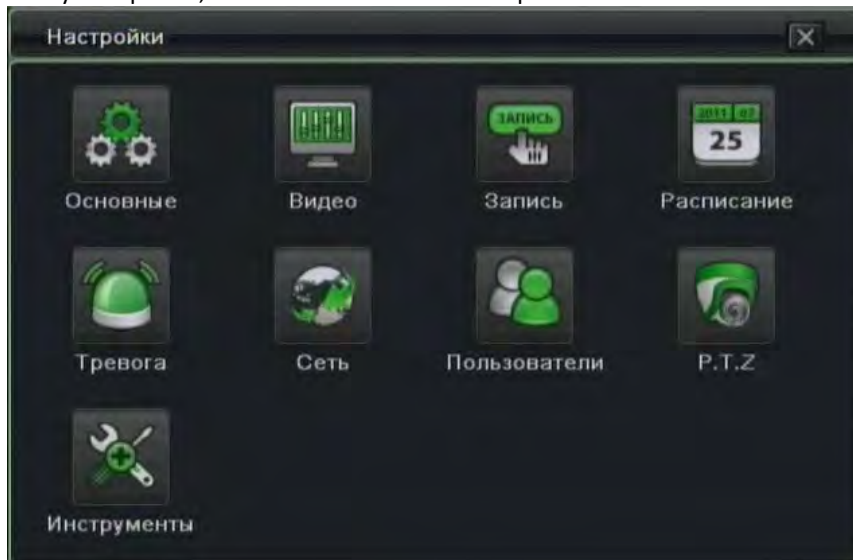 Настройки
ЗАПИСЬ
2011 07
25
Основные
Видео
Запись
Расписание
Тревога
Сеть
Пользователи
P.T.Z
Инструменты